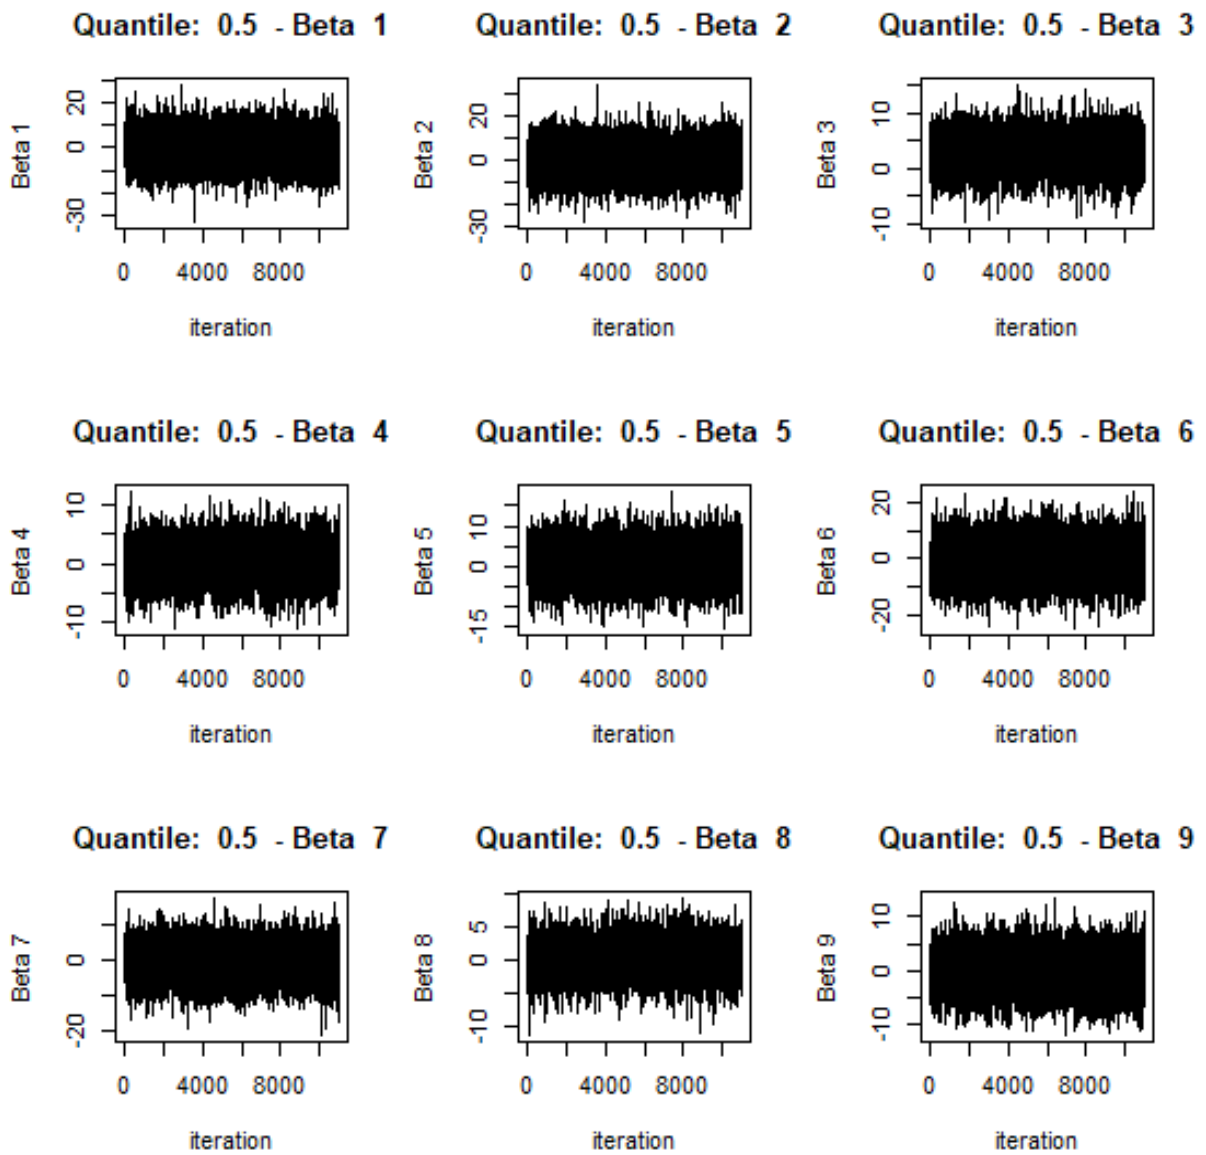 Quantile: 0.5 - Beta 1
20
0
-30
Beta 1
0 4000 8000
iteration
Quantile: 0.5 - Beta 2
20
0
-30
Beta 2
0 4000 8000
iteration
Quantile: 0.5 - Beta 3
10
0
-10
Beta 3
0 4000 8000
iteration
Quantile: 0.5 - Beta 4
10
0
-10
Beta 4
0 4000 8000
iteration
Quantile: 0.5 - Beta 5
10
0
-15
Beta 5
0 4000 8000
iteration
Quantile: 0.5 - Beta 6
20
0
-20
Beta 6
0 4000 8000
iteration
Quantile: 0.5 - Beta 7
0
-20
Beta 7
0 4000 8000
iteration
Quantile: 0.5 - Beta 8
5
0
-10
Beta 8
0 4000 8000
iteration
Quantile: 0.5 - Beta 9
10
0
-10
Beta 9
0 4000 8000
iteration